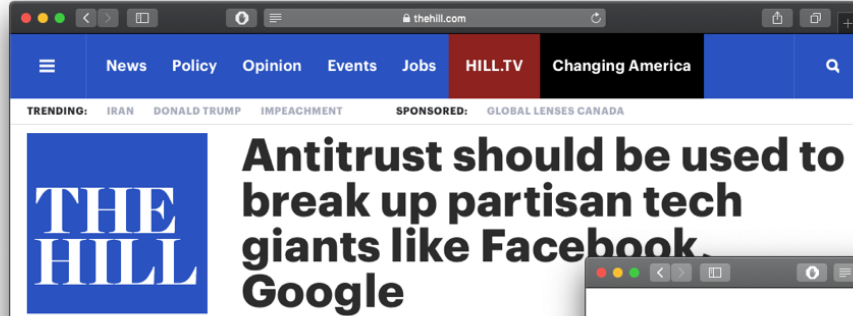 thehill.com
News Policy Opinion Events Jobs HILL.TV Changing America
TRENDING: IRAN DONALD TRUMP IMPEACHMENT SPONSORED: GLOBAL LENSES CANADA
THE
HILL
Antitrust should be used to
break up partisan tech
giants like Facebook,
Google